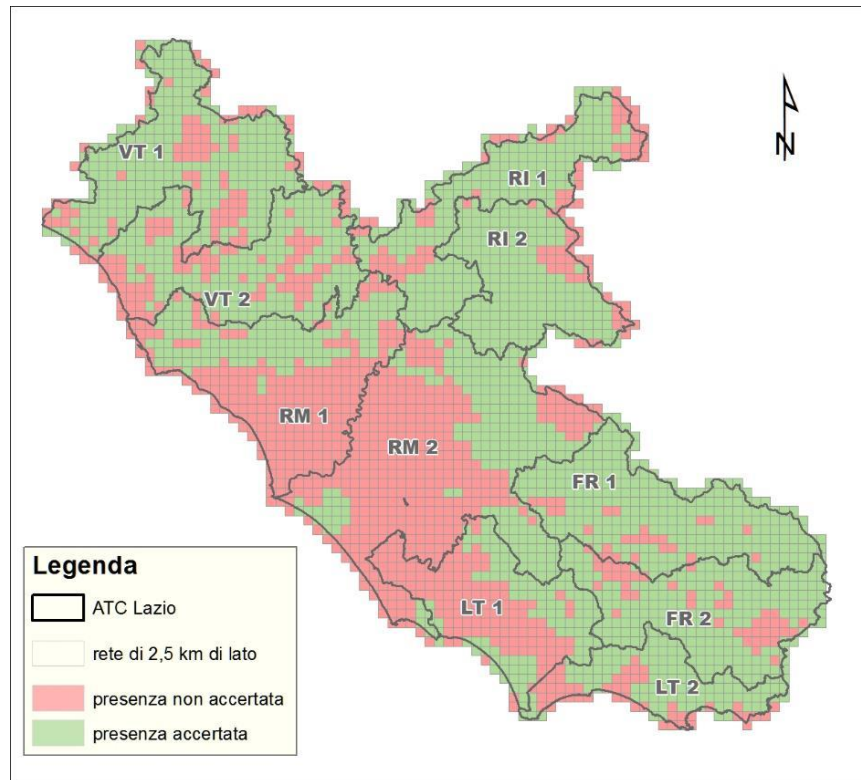 N
VT 1
RI 1
RI 2
VT 2
RM 1
RM 2
FR 1
LT 1
FR 2
LT 2
Legenda
ATC Lazio
rete di 2,5 km di lato
presenza non accertata
presenza accertata